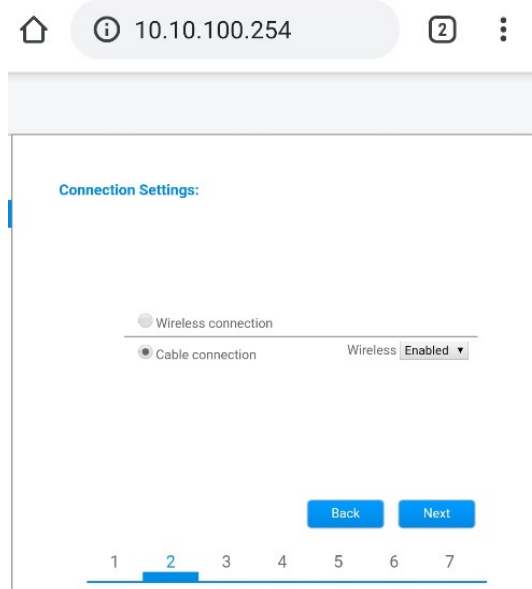 10.10.100.254
2
Connection Settings:
Wireless connection
Cable connection Wireless Enabled
Back Next
1 2 3 4 5 6 7